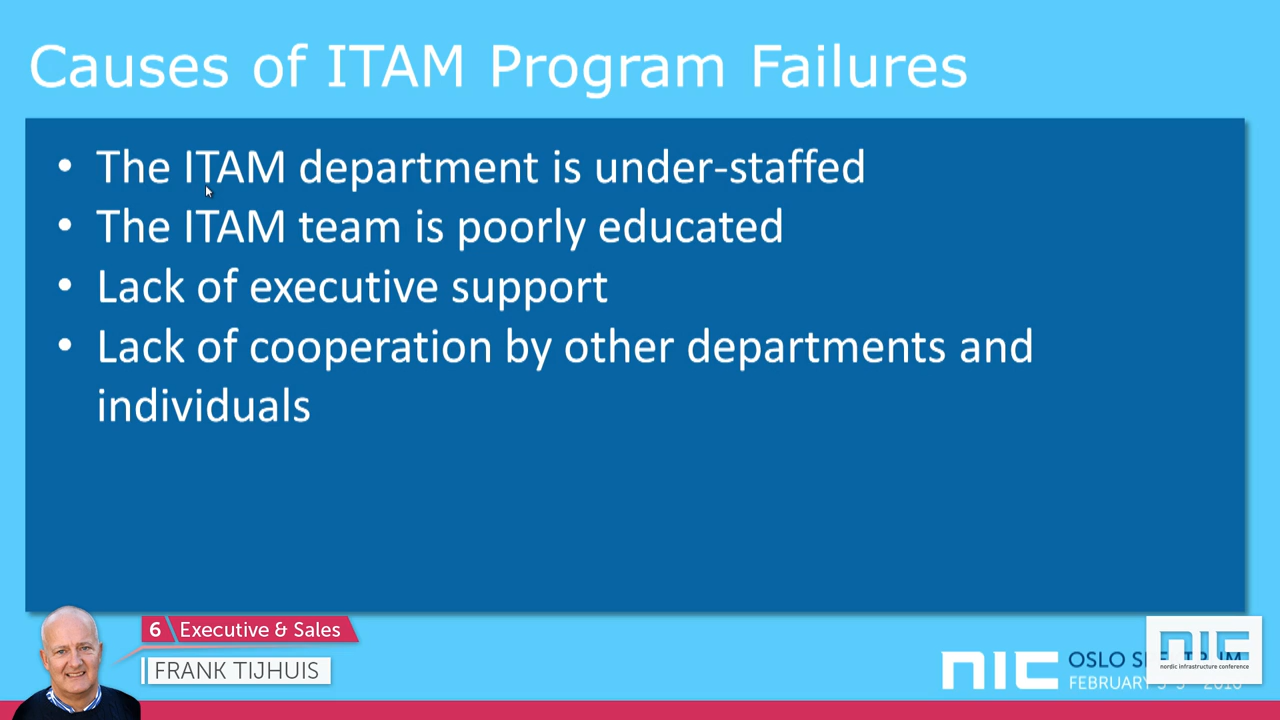 Causes of ITAM Program Failures
• The ITAM department is under-staffed
• The ITAM team is poorly educated
• Lack of executive support
• Lack of cooperation by other departments and
individuals
6 Executive & Sales
FRANK TIJHUIS
NIC
OSLO
FEBRUARY
NIC
nordic infrastructure conference